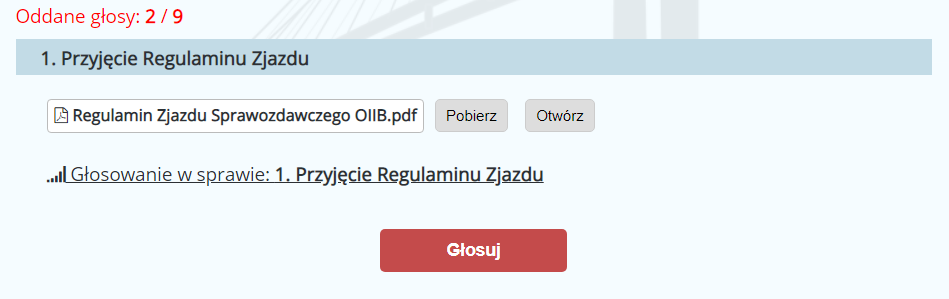 Oddane głosy: 2 / 9
1. Przyjęcie Regulaminu Zjazdu
Regulamin Zjazdu Sprawozdawczego OIIB.pdf Pobierz Otwórz
Głosowanie w sprawie: 1. Przyjęcie Regulaminu Zjazdu
Głosuj